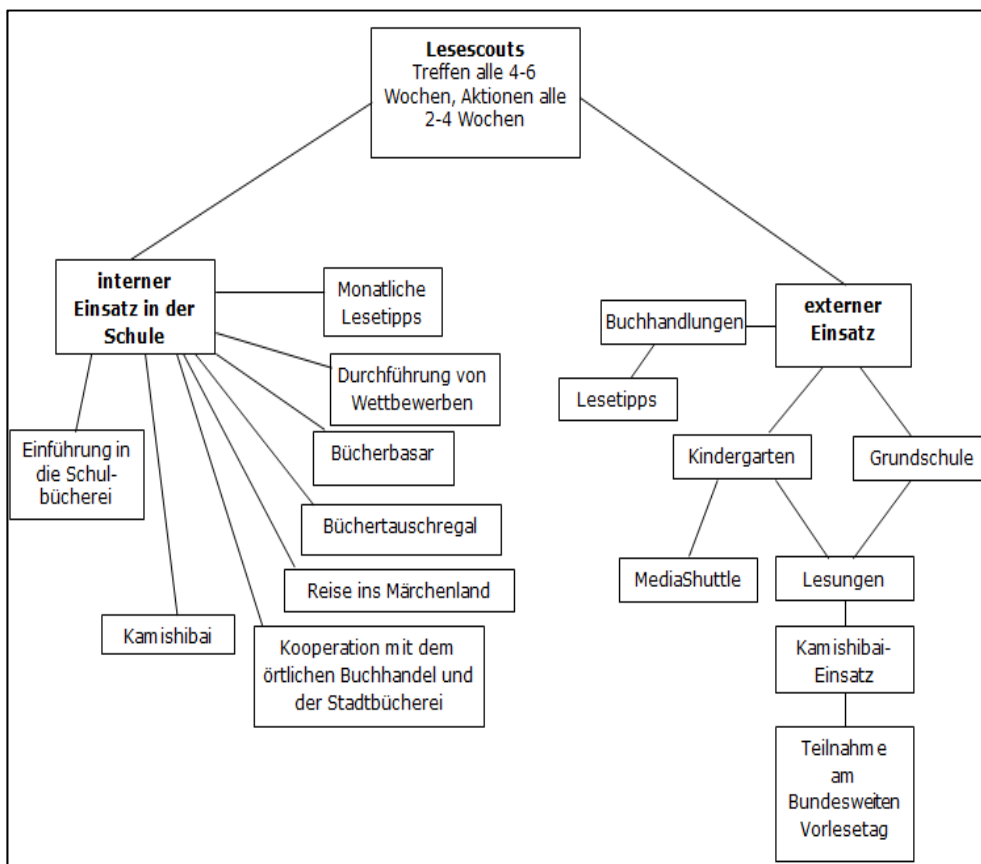 Lesescouts
Treffen alle 4-6
Wochen, Aktionen alle
2-4 Wochen
interner
Einsatz in der
Schule
Monatliche
Lesetipps
Durchführung von
Wettbewerben
Bücherbasar
Büchertauschregal
Reise ins Märchenland
Kooperation mit dem
örtlichen Buchhandel und
der Stadtbücherei
Kamishibai
Einführung in
die Schul-
bücherei
externer
Einsatz
Buchhandlungen
Lesetipps
Kindergarten
Grundschule
MediaShuttle
Lesungen
Kamishibai-
Einsatz
Teilnahme
am
Bundesweiten
Vorlesetag